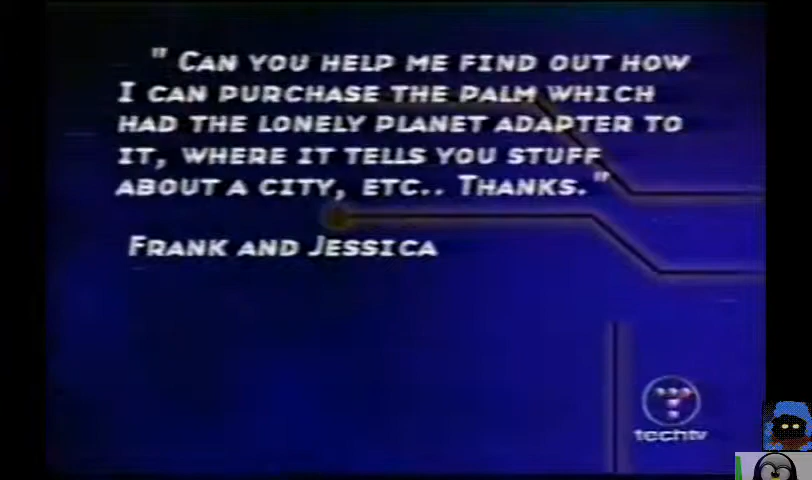 " Can you help me find out how
I can purchase the Palm which
had the Lonely Planet adapter to
it, where it tells you stuff
about a city, etc.. Thanks."
Frank and Jessica
techtv